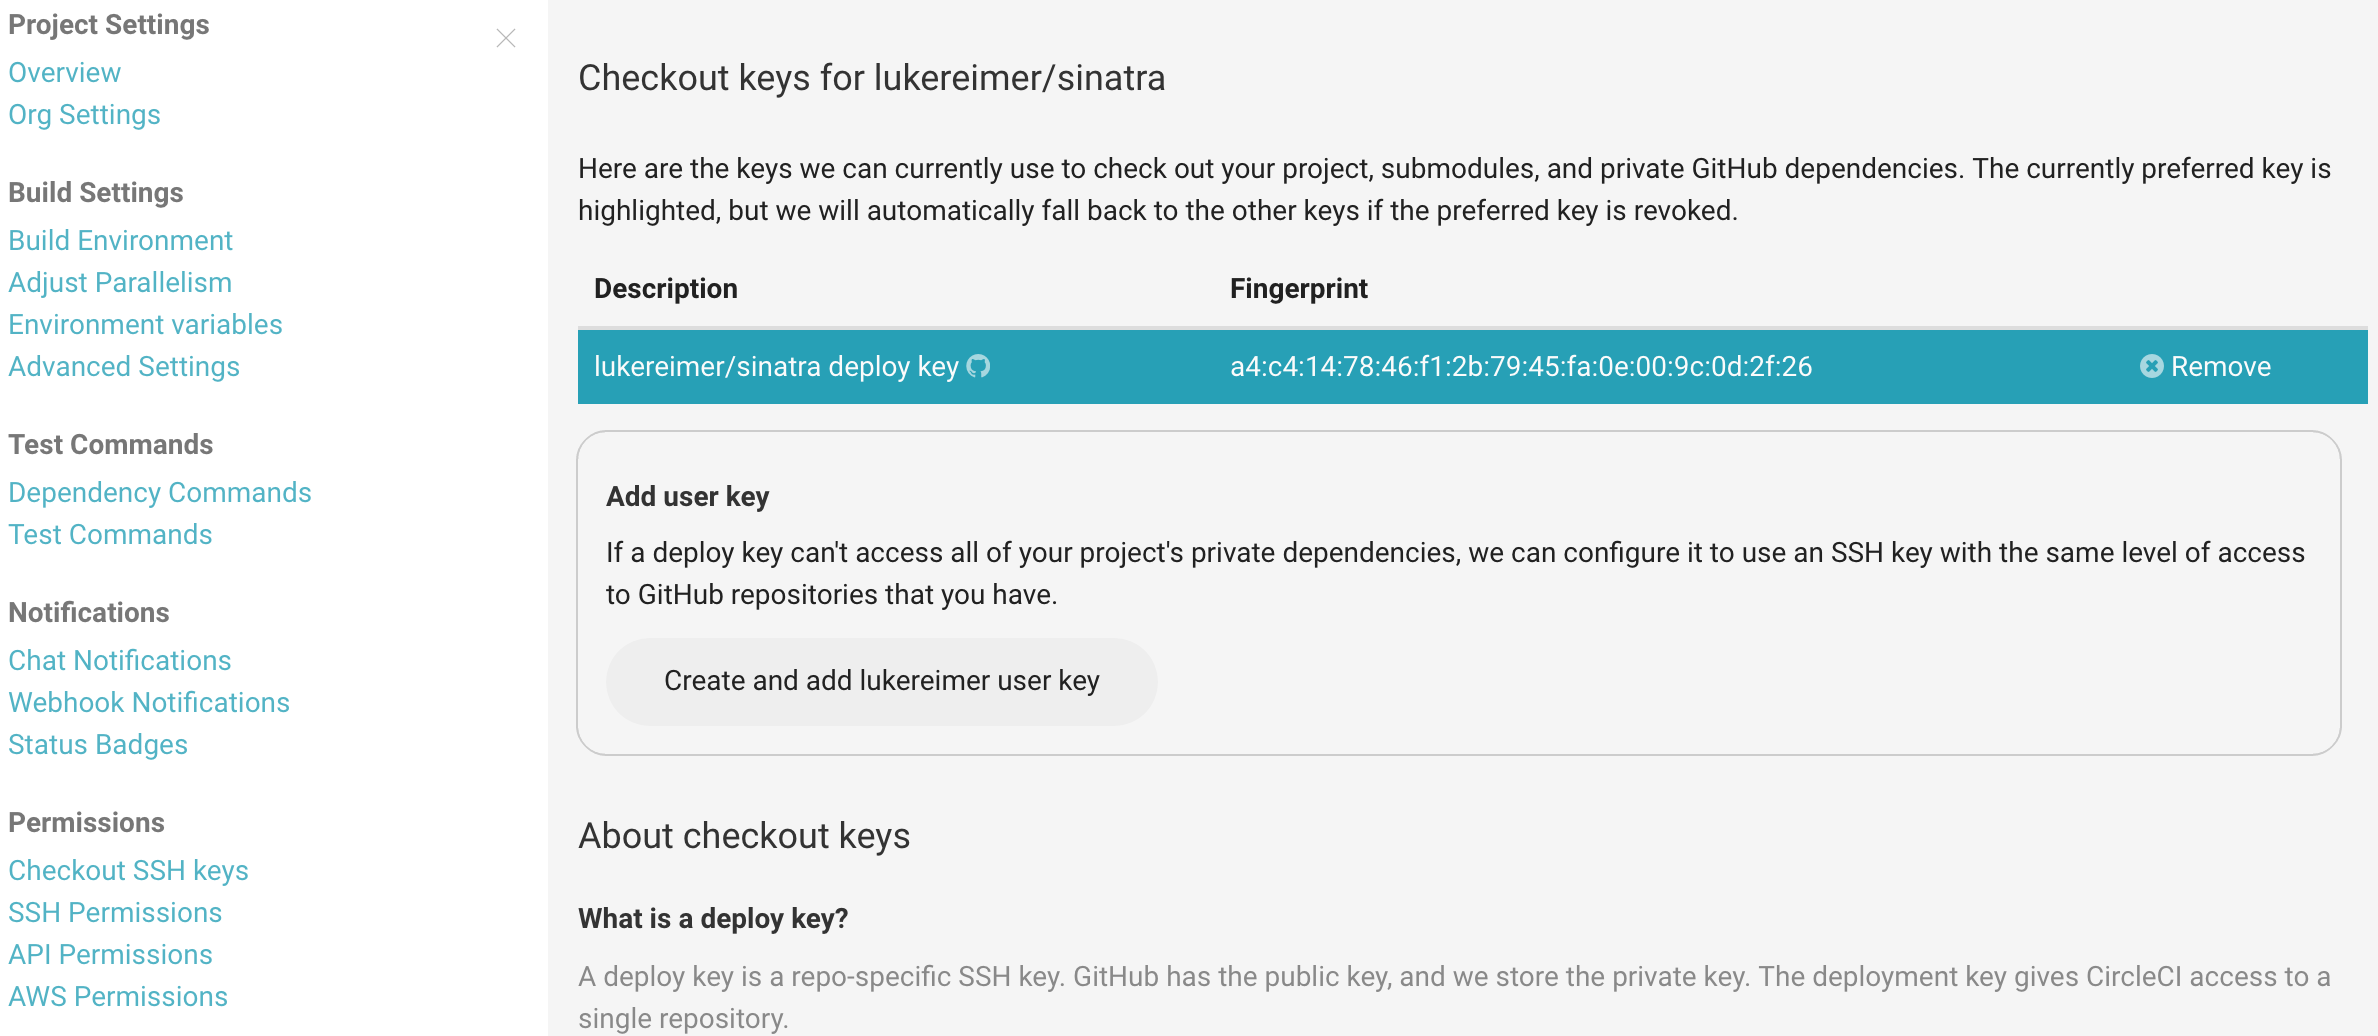 Project Settings
Overview
Org Settings
Build Settings
Build Environment
Adjust Parallelism
Environment variables
Advanced Settings
Test Commands
Dependency Commands
Test Commands
Notifications
Chat Notifications
Webhook Notifications
Status Badges
Permissions
Checkout SSH keys
SSH Permissions
API Permissions
AWS Permissions
Checkout keys for lukereimer/sinatra
Here are the keys we can currently use to check out your project, submodules, and private GitHub dependencies. The currently preferred key is
highlighted, but we will automatically fall back to the other keys if the preferred key is revoked.
Description Fingerprint
lukereimer/sinatra deploy key a4:c4:14:78:46:f1:2b:79:45:fa:0e:00:9c:0d:2f:26 Remove
Add user key
If a deploy key can't access all of your project's private dependencies, we can configure it to use an SSH key with the same level of access
to GitHub repositories that you have.
Create and add lukereimer user key
About checkout keys
What is a deploy key?
A deploy key is a repo-specific SSH key. GitHub has the public key, and we store the private key. The deployment key gives CircleCI access to a
single repository.